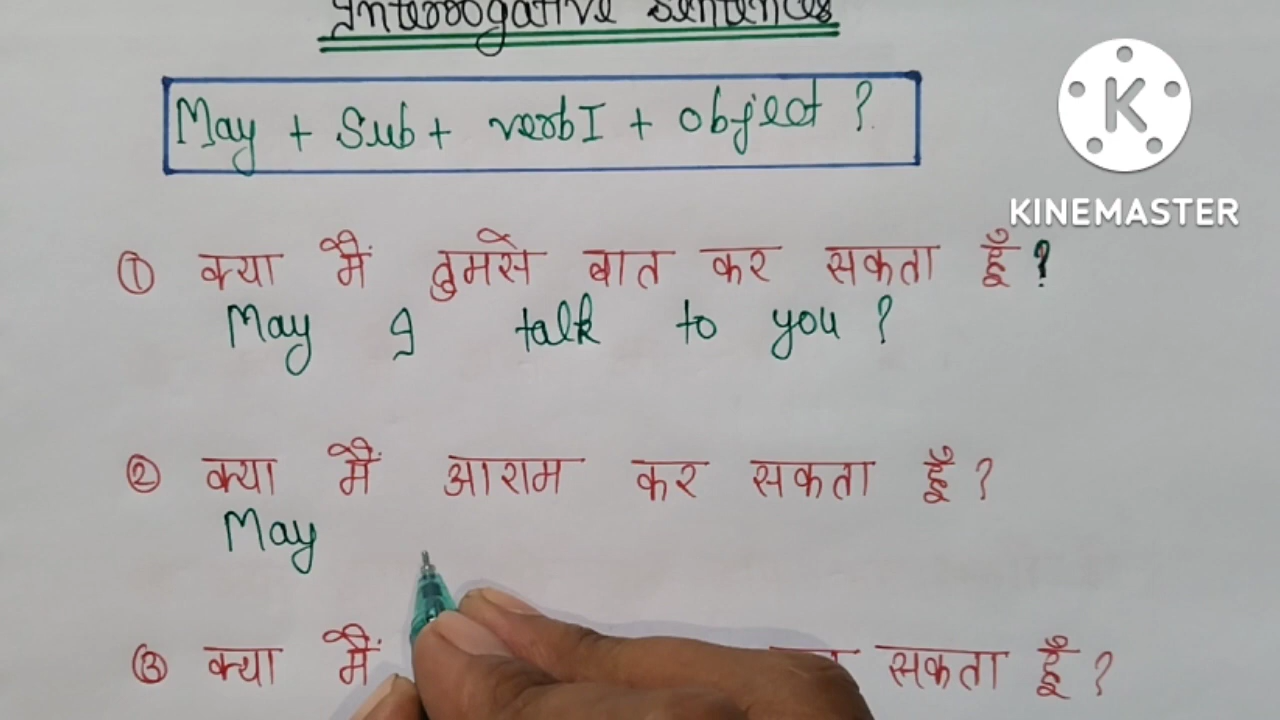 Interrogative Sentences
May + Sub + verb I + object ?
KINEMASTER
① क्या मैं तुमसे बात कर सकता हूँ ?
May I talk to you ?
② क्या मैं आराम कर सकता हूँ ?
May
③ क्या मैं सकता हूँ ?